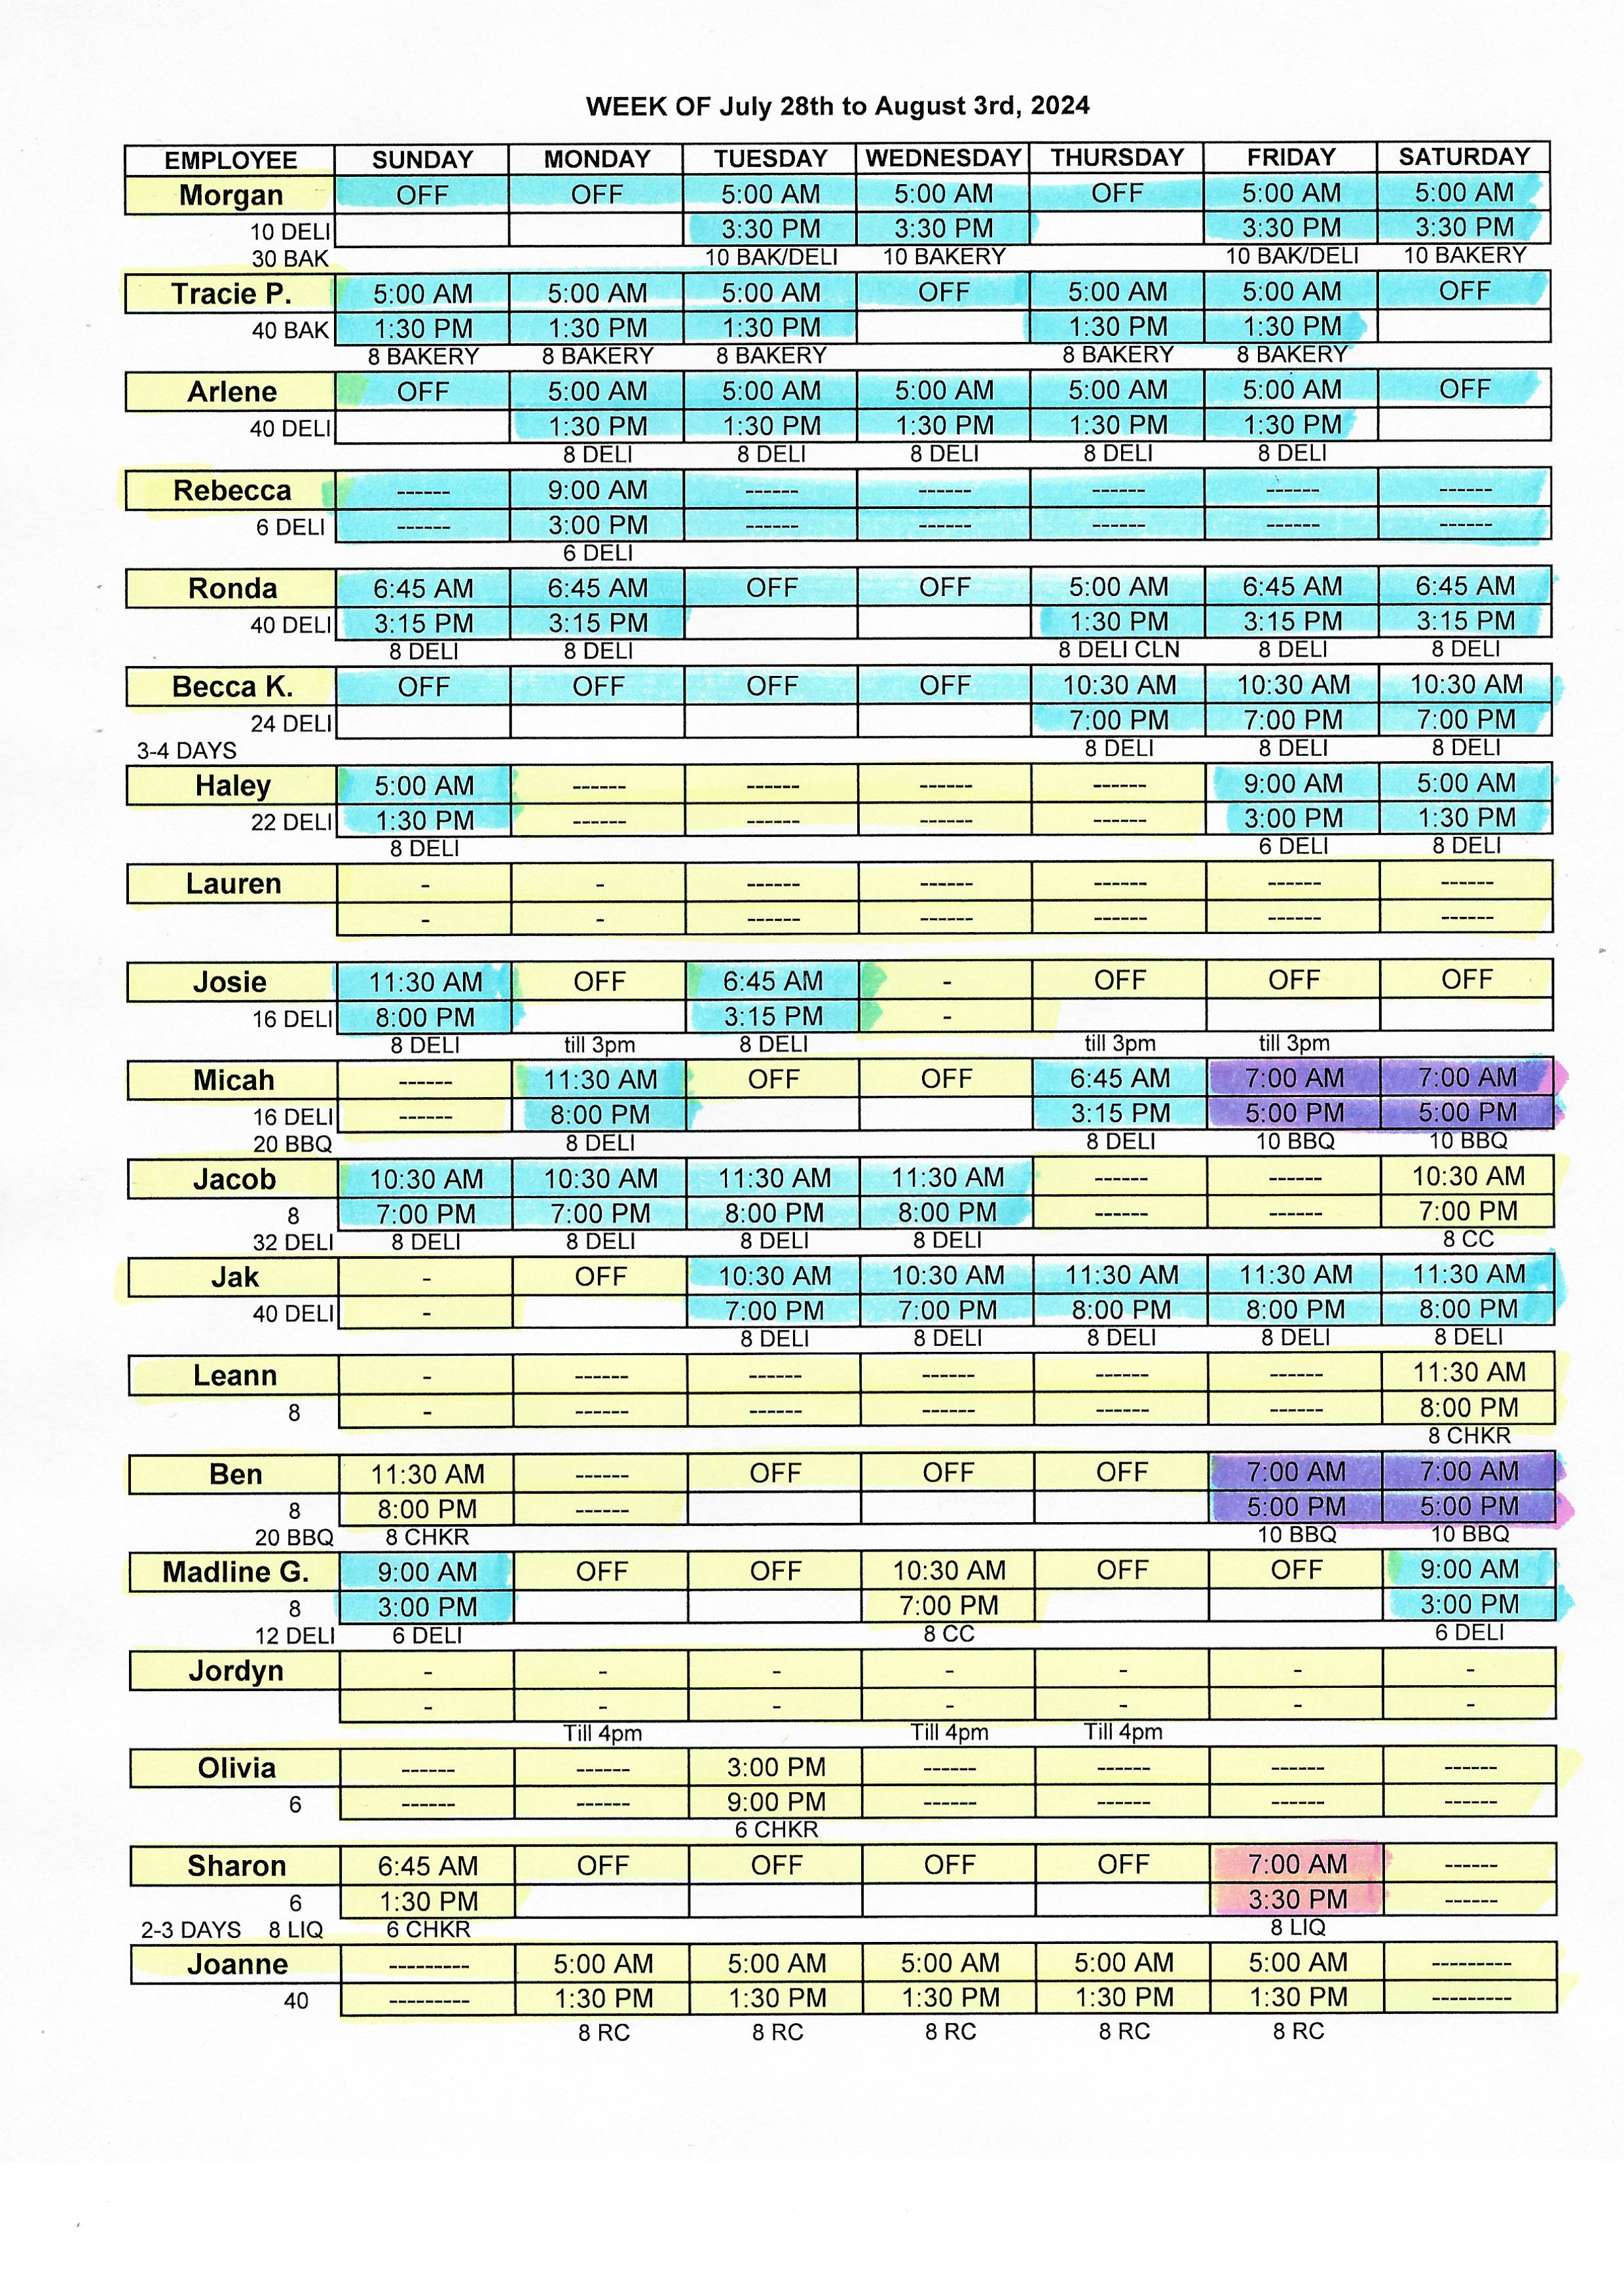 WEEK OF July 28th to August 3rd, 2024
EMPLOYEE SUNDAY MONDAY TUESDAY WEDNESDAY THURSDAY FRIDAY SATURDAY
Morgan OFF OFF 5:00 AM 5:00 AM OFF 5:00 AM 5:00 AM
10 DELI 3:30 PM 3:30 PM 3:30 PM 3:30 PM
30 BAK 10 BAK/DELI 10 BAKERY 10 BAK/DELI 10 BAKERY
Tracie P. 5:00 AM 5:00 AM 5:00 AM OFF 5:00 AM 5:00 AM OFF
40 BAK 1:30 PM 1:30 PM 1:30 PM 1:30 PM 1:30 PM
8 BAKERY 8 BAKERY 8 BAKERY 8 BAKERY 8 BAKERY
Arlene OFF 5:00 AM 5:00 AM 5:00 AM 5:00 AM 5:00 AM OFF
40 DELI 1:30 PM 1:30 PM 1:30 PM 1:30 PM 1:30 PM
8 DELI 8 DELI 8 DELI 8 DELI 8 DELI
Rebecca ------ 9:00 AM ------ ------ ------ ------ ------
6 DELI ------ 3:00 PM ------ ------ ------ ------ ------
6 DELI
Ronda 6:45 AM 6:45 AM OFF OFF 5:00 AM 6:45 AM 6:45 AM
40 DELI 3:15 PM 3:15 PM 1:30 PM 3:15 PM 3:15 PM
8 DELI 8 DELI 8 DELI CLN 8 DELI 8 DELI
Becca K. OFF OFF OFF OFF 10:30 AM 10:30 AM 10:30 AM
24 DELI 7:00 PM 7:00 PM 7:00 PM
3-4 DAYS 8 DELI 8 DELI 8 DELI
Haley 5:00 AM ------ ------ ------ ------ 9:00 AM 5:00 AM
22 DELI 1:30 PM ------ ------ ------ ------ 3:00 PM 1:30 PM
8 DELI 6 DELI 8 DELI
Lauren - - ------ ------ ------ ------ ------
- - ------ ------ ------ ------ ------
Josie 11:30 AM OFF 6:45 AM - OFF OFF OFF
16 DELI 8:00 PM 3:15 PM -
8 DELI till 3pm 8 DELI till 3pm till 3pm
Micah ------ 11:30 AM OFF OFF 6:45 AM 7:00 AM 7:00 AM
16 DELI ------ 8:00 PM 3:15 PM 5:00 PM 5:00 PM
20 BBQ 8 DELI 8 DELI 10 BBQ 10 BBQ
Jacob 10:30 AM 10:30 AM 11:30 AM 11:30 AM ------ ------ 10:30 AM
8 7:00 PM 7:00 PM 8:00 PM 8:00 PM ------ ------ 7:00 PM
32 DELI 8 DELI 8 DELI 8 DELI 8 DELI 8 CC
Jak - OFF 10:30 AM 10:30 AM 11:30 AM 11:30 AM 11:30 AM
40 DELI - 7:00 PM 7:00 PM 8:00 PM 8:00 PM 8:00 PM
8 DELI 8 DELI 8 DELI 8 DELI 8 DELI
Leann - ------ ------ ------ ------ ------ 11:30 AM
8 - ------ ------ ------ ------ ------ 8:00 PM
8 CHKR
Ben 11:30 AM ------ OFF OFF OFF 7:00 AM 7:00 AM
8 8:00 PM ------ 5:00 PM 5:00 PM
20 BBQ 8 CHKR 10 BBQ 10 BBQ
Madline G. 9:00 AM OFF OFF 10:30 AM OFF OFF 9:00 AM
8 3:00 PM 7:00 PM 3:00 PM
12 DELI 6 DELI 8 CC 6 DELI
Jordyn - - - - - - -
- - - - - - -
Till 4pm Till 4pm Till 4pm
Olivia ------ ------ 3:00 PM ------ ------ ------ ------
6 ------ ------ 9:00 PM ------ ------ ------ ------
6 CHKR
Sharon 6:45 AM OFF OFF OFF OFF 7:00 AM ------
6 1:30 PM 3:30 PM ------
2-3 DAYS 8 LIQ 6 CHKR 8 LIQ
Joanne --------- 5:00 AM 5:00 AM 5:00 AM 5:00 AM 5:00 AM ---------
40 --------- 1:30 PM 1:30 PM 1:30 PM 1:30 PM 1:30 PM ---------
8 RC 8 RC 8 RC 8 RC 8 RC